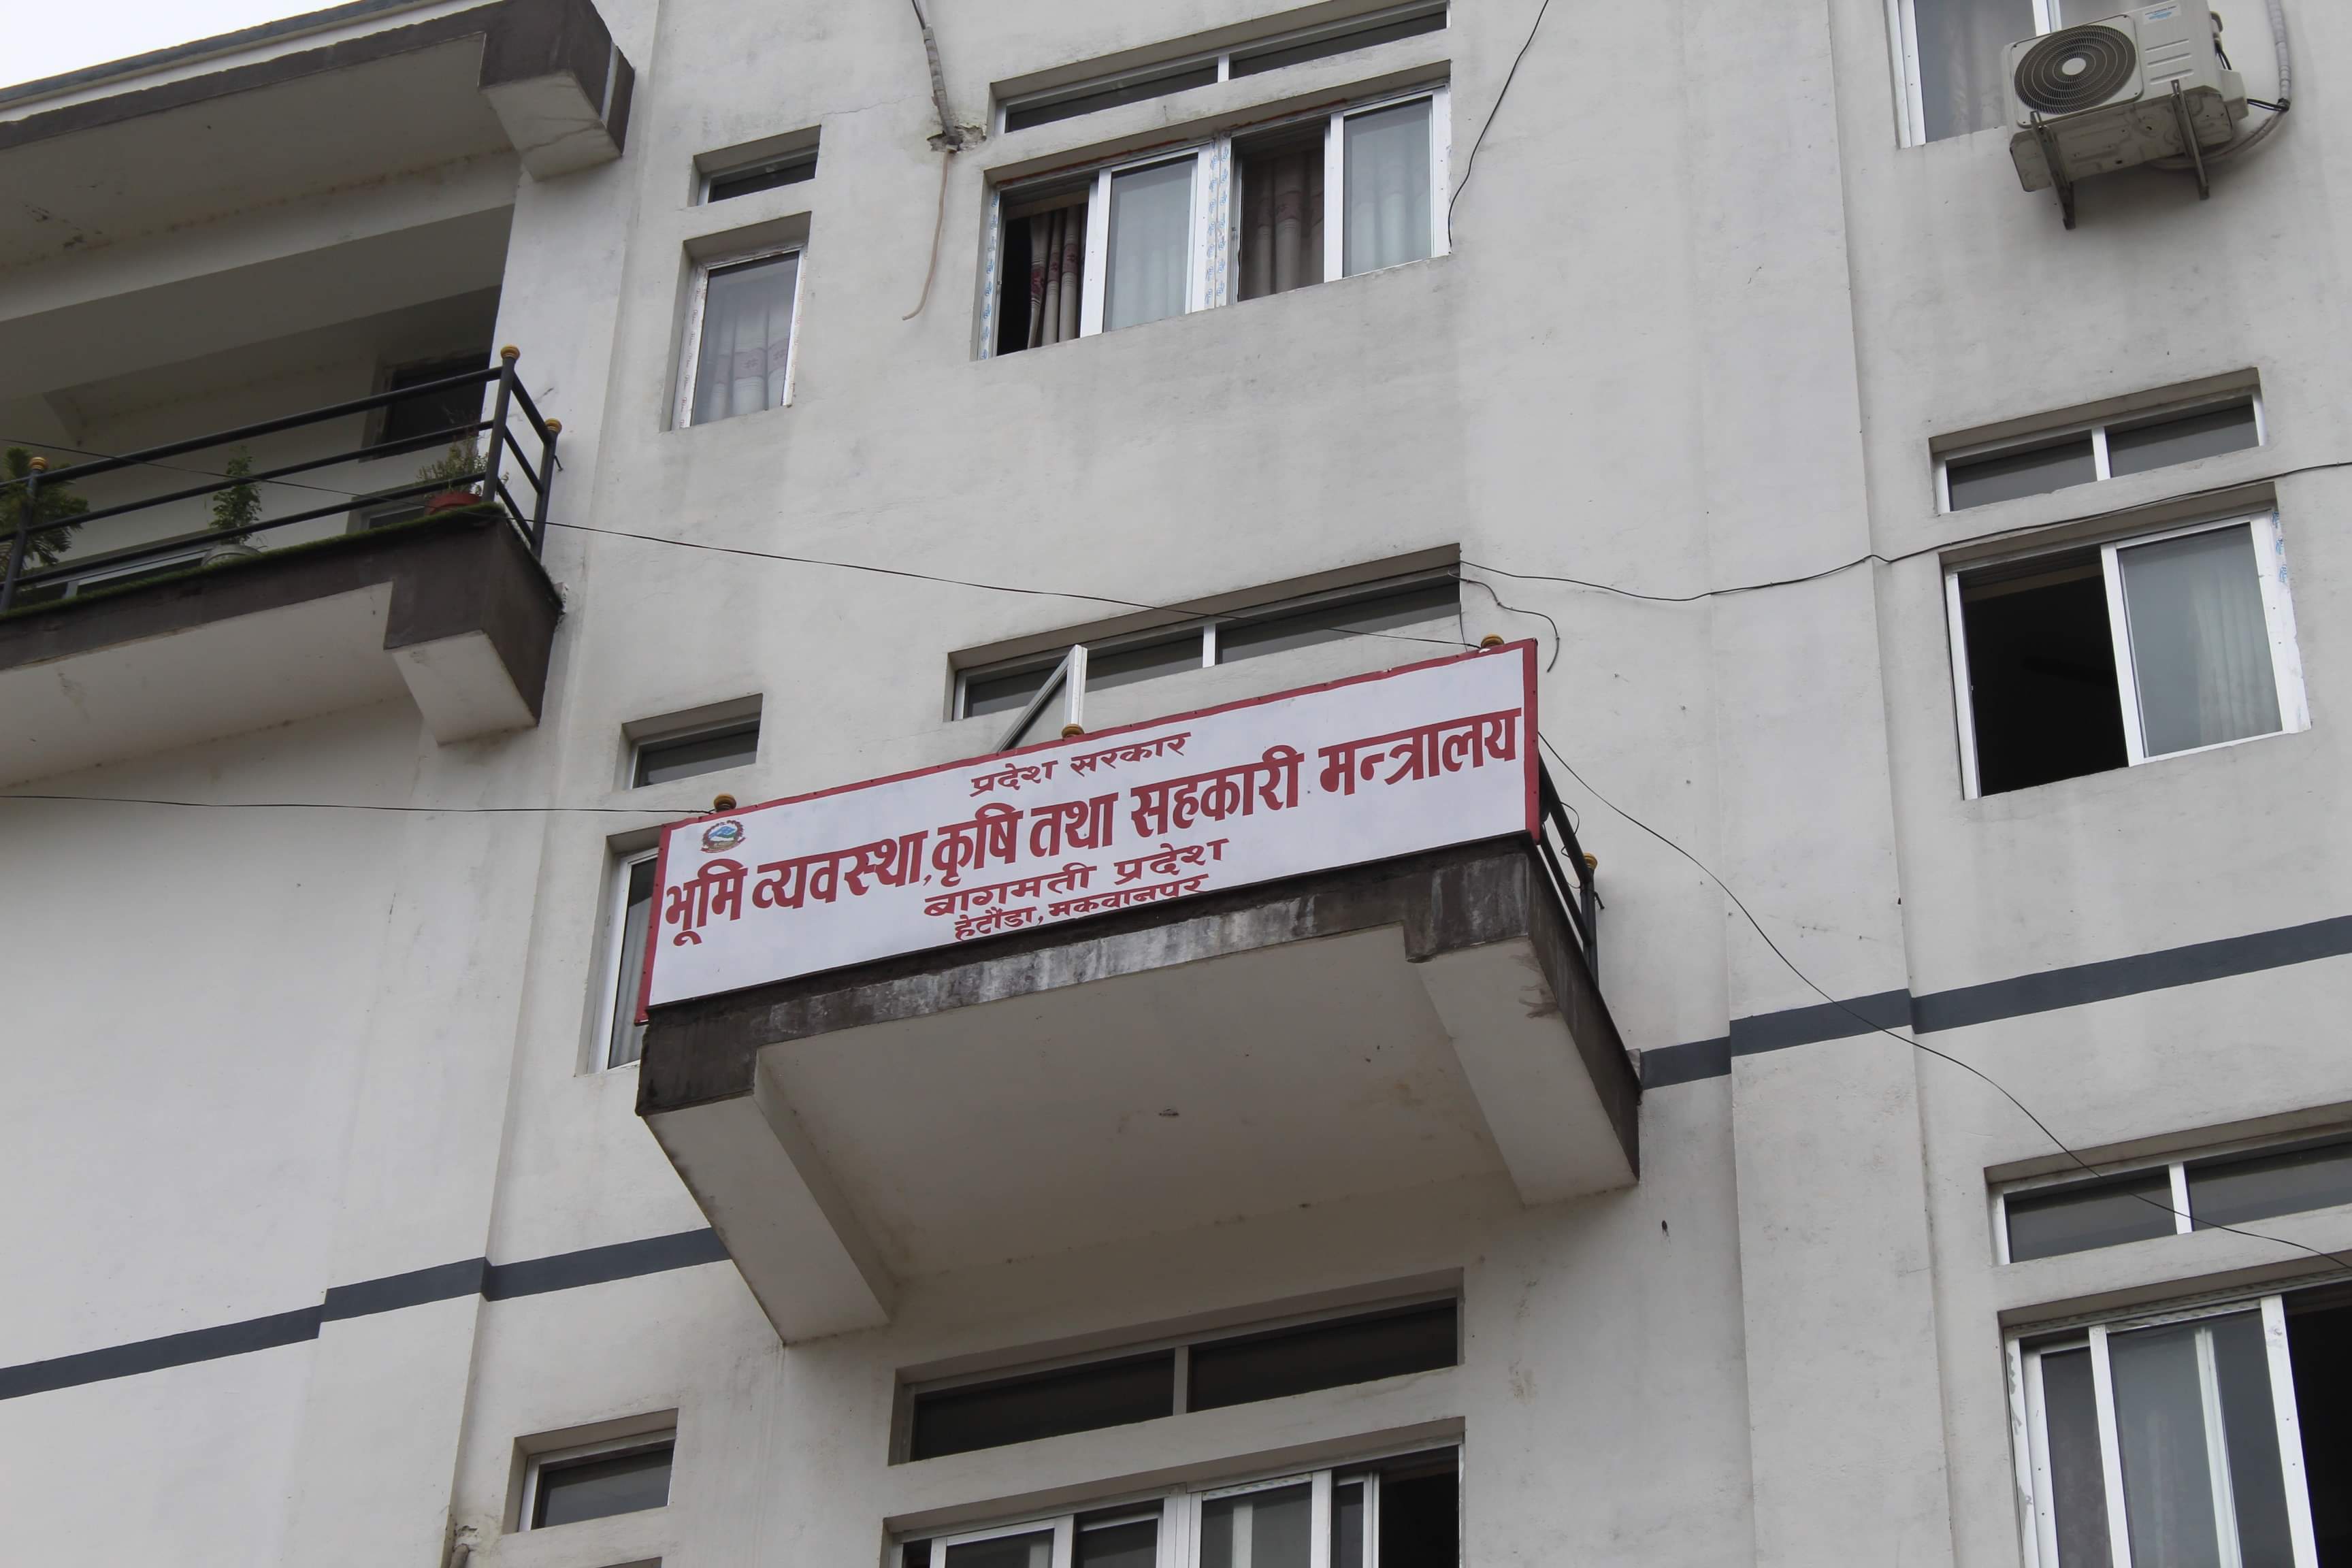 प्रदेश सरकार
भूमि व्यवस्था,कृषि तथा सहकारी मन्त्रालय
बागमती प्रदेश
हेटौंडा,मकवानपुर